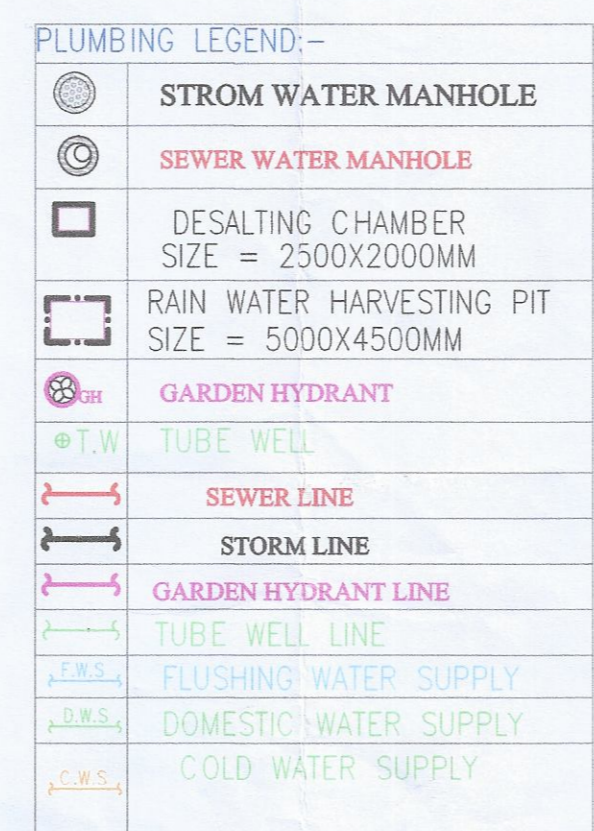 PLUMBING LEGEND:-
STROM WATER MANHOLE
SEWER WATER MANHOLE
DESALTING CHAMBER
SIZE = 2500X2000MM
RAIN WATER HARVESTING PIT
SIZE = 5000X4500MM
GH GARDEN HYDRANT
⊕T.W TUBE WELL
SEWER LINE
STORM LINE
GARDEN HYDRANT LINE
TUBE WELL LINE
F.W.S FLUSHING WATER SUPPLY
D.W.S DOMESTIC WATER SUPPLY
C.W.S COLD WATER SUPPLY